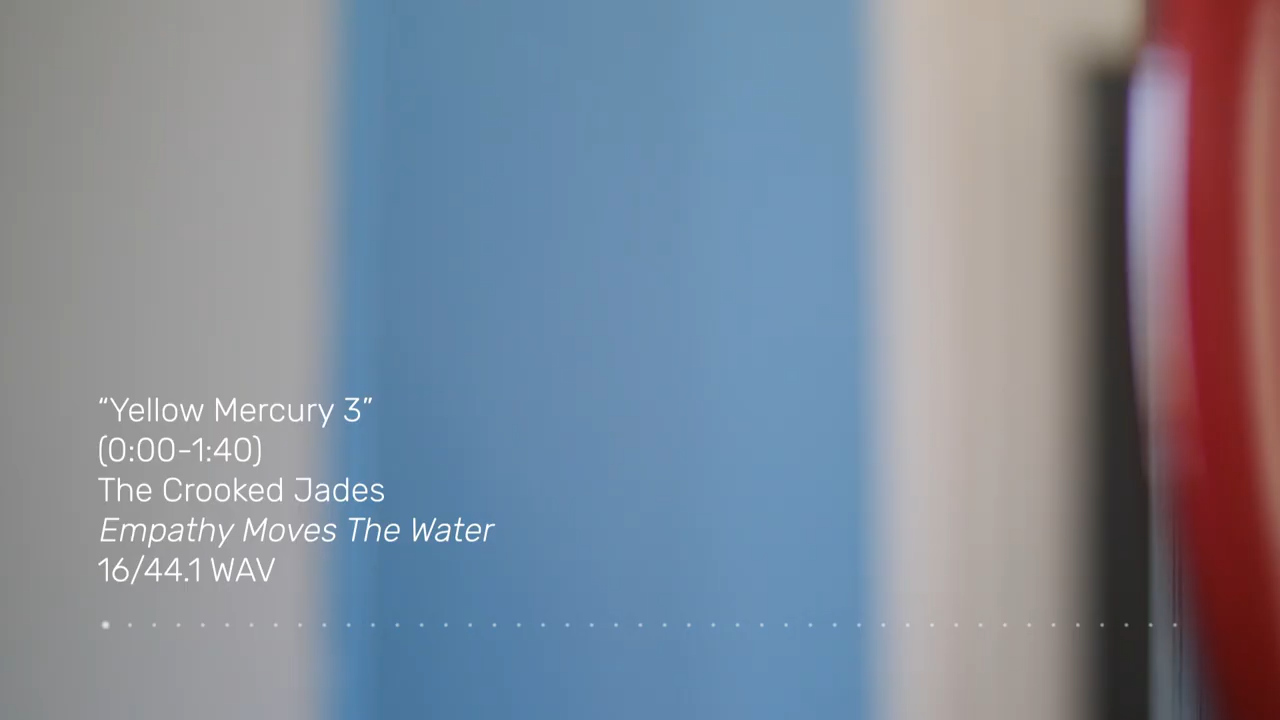 “Yellow Mercury 3”
(0:00-1:40)
The Crooked Jades
Empathy Moves The Water
16/44.1 WAV